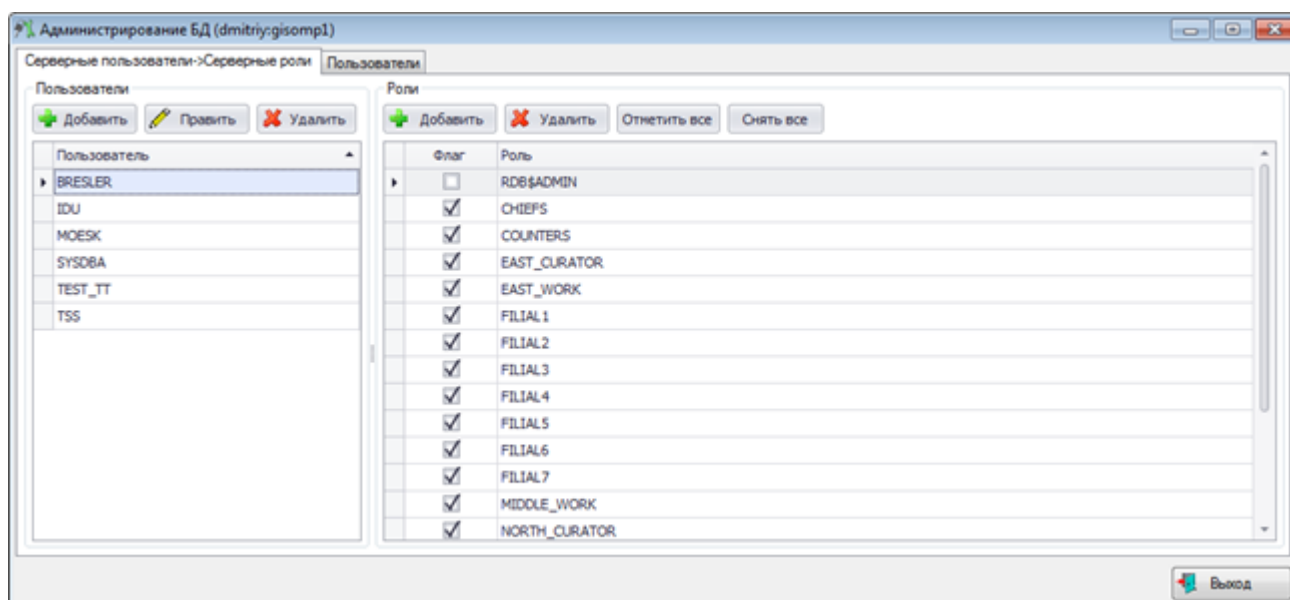 Администрирование БД (dmitriy:gisomp1)
Серверные пользователи->Серверные роли Пользователи
Пользователи
Добавить Править Удалить
Пользователь
BRESLER
IDU
MOESK
SYSDBA
TEST_TT
TSS
Роли
Добавить Удалить Отметить все Снять все
Флаг Роль
RDB$ADMIN
CHIEFS
COUNTERS
EAST_CURATOR
EAST_WORK
FILIAL1
FILIAL2
FILIAL3
FILIAL4
FILIAL5
FILIAL6
FILIAL7
MIDDLE_WORK
NORTH_CURATOR
Выход